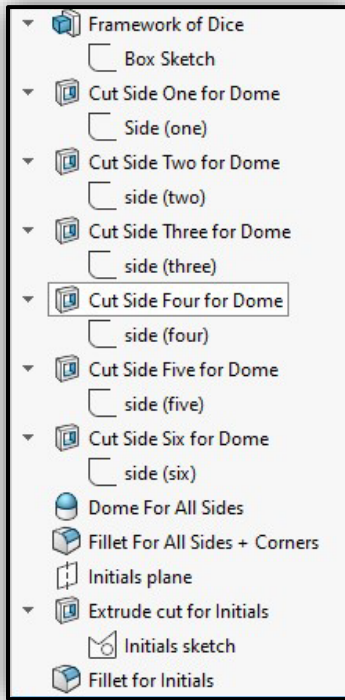 Framework of Dice
Box Sketch
Cut Side One for Dome
Side (one)
Cut Side Two for Dome
side (two)
Cut Side Three for Dome
side (three)
Cut Side Four for Dome
side (four)
Cut Side Five for Dome
side (five)
Cut Side Six for Dome
side (six)
Dome For All Sides
Fillet For All Sides + Corners
Initials plane
Extrude cut for Initials
Initials sketch
Fillet for Initials